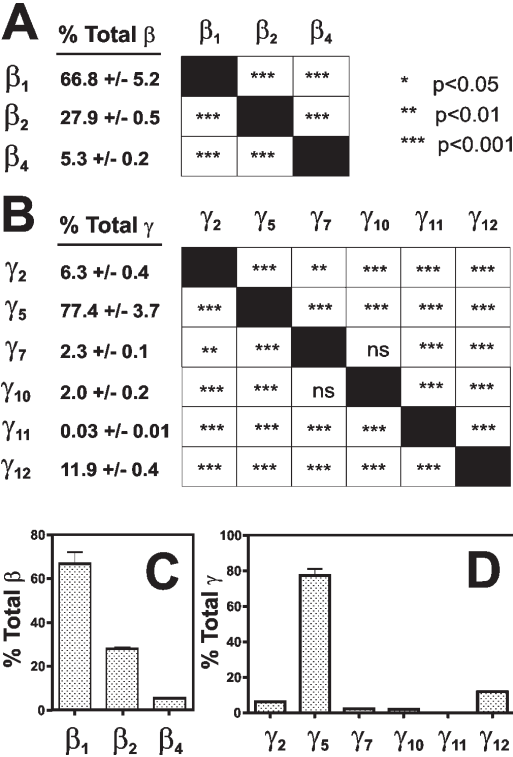 A
% Total β β1 β2 β4
β1 66.8 +/- 5.2 *** ***
β2 27.9 +/- 0.5 *** ***
β4 5.3 +/- 0.2 *** ***
* p<0.05
** p<0.01
*** p<0.001
B
% Total γ γ2 γ5 γ7 γ10 γ11 γ12
γ2 6.3 +/- 0.4 *** ** *** *** ***
γ5 77.4 +/- 3.7 *** *** *** *** ***
γ7 2.3 +/- 0.1 ** *** ns *** ***
γ10 2.0 +/- 0.2 *** *** ns *** ***
γ11 0.03 +/- 0.01 *** *** *** *** ***
γ12 11.9 +/- 0.4 *** *** *** *** ***
C
% Total β
80
60
40
20
0
β1 β2 β4
D
% Total γ
100
80
60
40
20
0
γ2 γ5 γ7 γ10 γ11 γ12